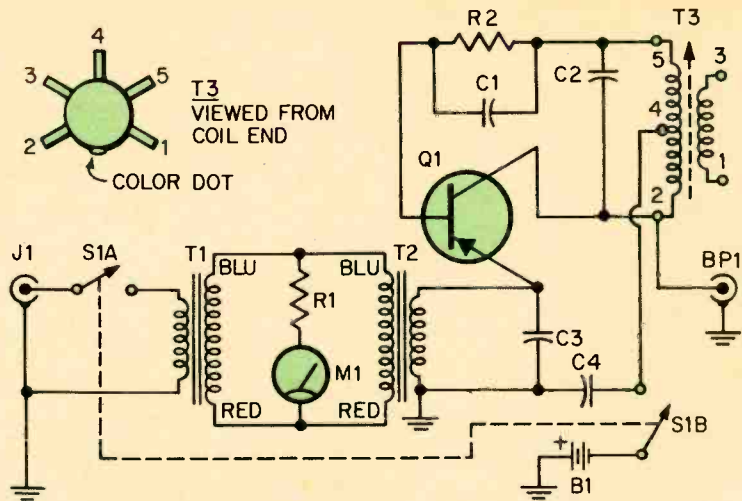 4
3
5
2
1
T3
VIEWED FROM
COIL END
COLOR DOT
R2
C1
C2
T3
5
3
4
1
2
Q1
J1
S1A
T1
BLU
R1
M1
RED
T2
BLU
RED
C3
C4
BP1
S1B
+
B1